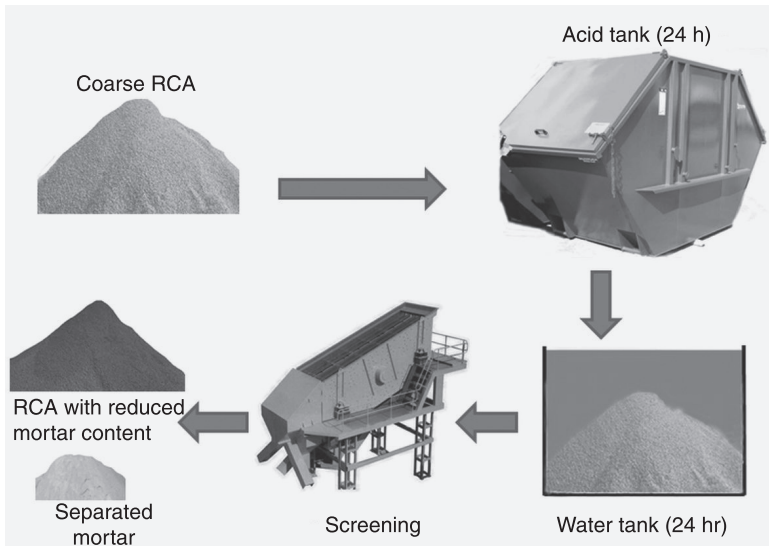 Acid tank (24 h)
Coarse RCA
RCA with reduced
mortar content
Separated
mortar
Screening
Water tank (24 hr)